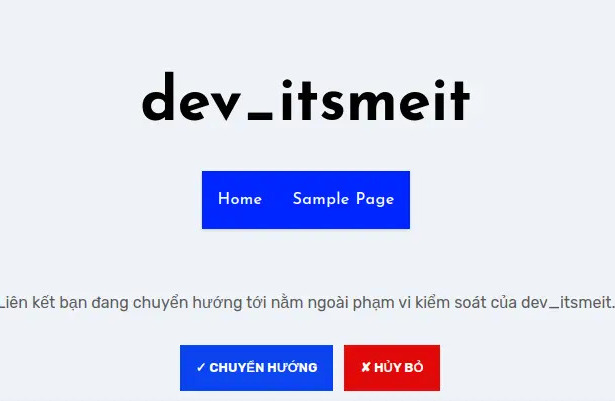 dev_itsmeit
Home Sample Page
Liên kết bạn đang chuyển hướng tới nằm ngoài phạm vi kiểm soát của dev_itsmeit.
✓ CHUYỂN HƯỚNG ✘ HỦY BỎ